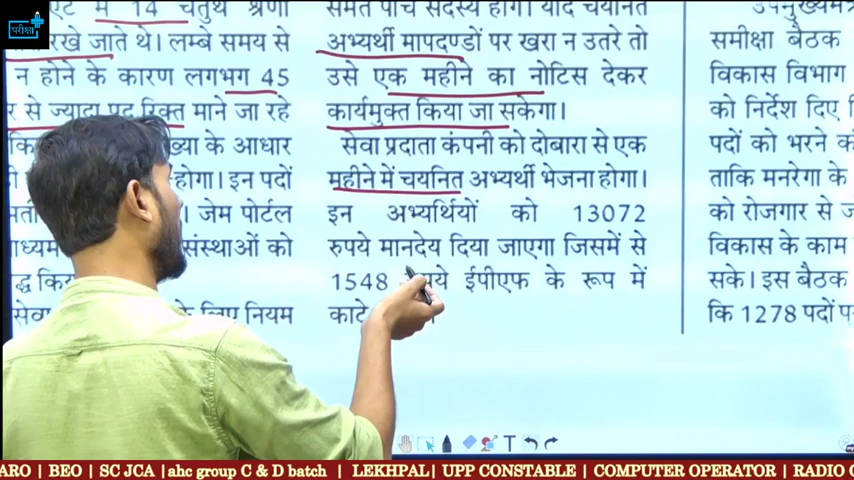 परीक्षा
में 14 चतुर्थ श्रेणी
रखे जाते थे। लम्बे समय से
न होने के कारण लगभग 45
से ज्यादा पद रिक्त माने जा रहे
के आधार
होगा। इन पदों
। जेम पोर्टल
संस्थाओं को
के लिए नियम
समेत पांच सदस्य होंगे। यदि चयनित
अभ्यर्थी मापदण्डों पर खरा न उतरे तो
उसे एक महीने का नोटिस देकर
कार्यमुक्त किया जा सकेगा।
सेवा प्रदाता कंपनी को दोबारा से एक
महीने में चयनित अभ्यर्थी भेजना होगा।
इन अभ्यर्थियों को 13072
रुपये मानदेय दिया जाएगा जिसमें से
1548 ईपीएफ के रूप में
समीक्षा बैठक
विकास विभाग
को निर्देश दिए
पदों को भरने
ताकि मनरेगा के
को रोजगार से
विकास के काम
सके। इस बैठक
कि 1278 पदों
T
ARO | BEO | SC JCA |ahc group C & D batch | LEKHPAL| UPP CONSTABLE | COMPUTER OPERATOR | RADIO